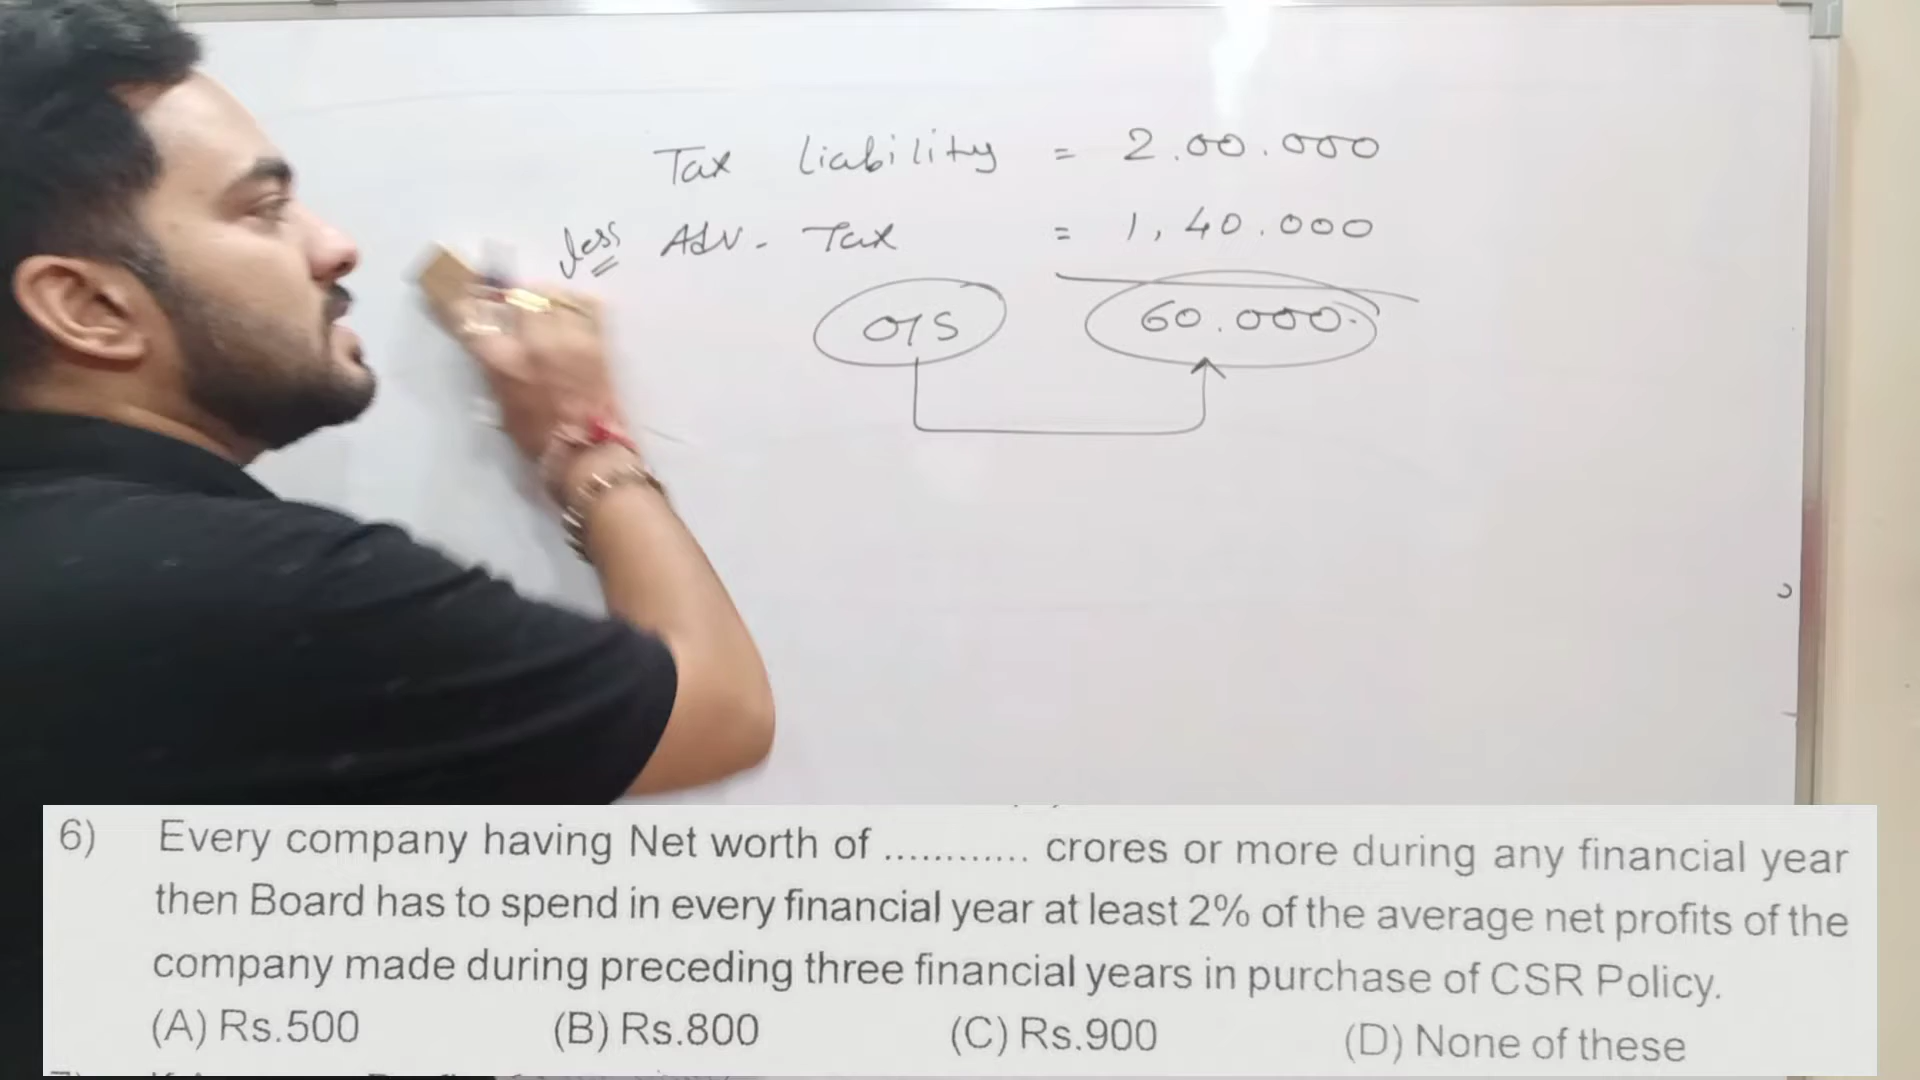 Tax liability = 2.00.000
less Adv. Tax = 1,40.000
O/S 60.000
6) Every company having Net worth of ............ crores or more during any financial year
then Board has to spend in every financial year at least 2% of the average net profits of the
company made during preceding three financial years in purchase of CSR Policy.
(A) Rs.500 (B) Rs.800 (C) Rs.900 (D) None of these